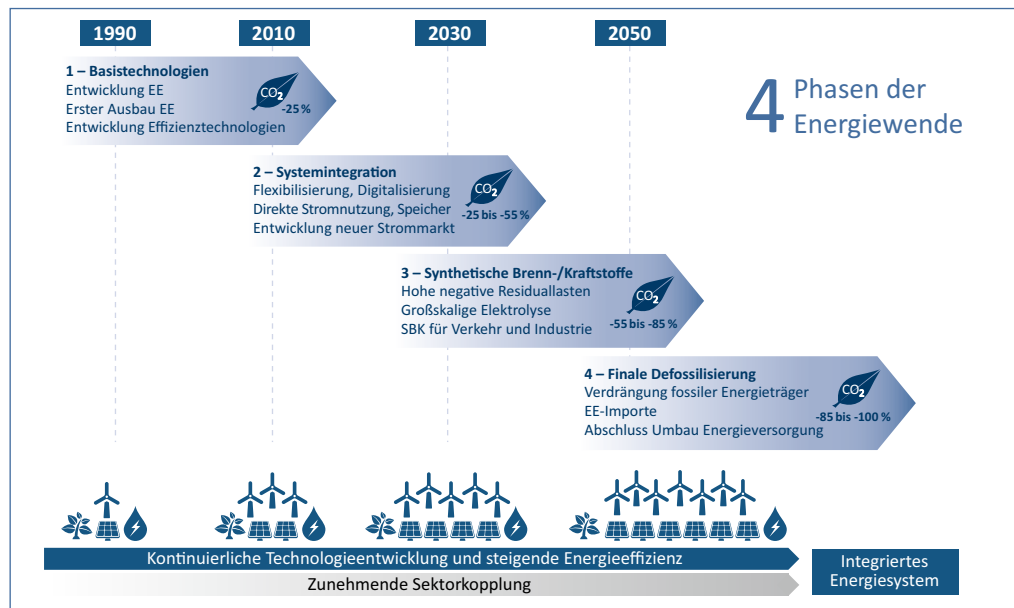 1990
2010
2030
2050
4 Phasen der
Energiewende
1 – Basistechnologien
Entwicklung EE
Erster Ausbau EE
Entwicklung Effizienztechnologien
CO2
-25 %
2 – Systemintegration
Flexibilisierung, Digitalisierung
Direkte Stromnutzung, Speicher
Entwicklung neuer Strommarkt
CO2
-25 bis -55 %
3 – Synthetische Brenn-/Kraftstoffe
Hohe negative Residuallasten
Großskalige Elektrolyse
SBK für Verkehr und Industrie
CO2
-55 bis -85 %
4 – Finale Defossilisierung
Verdrängung fossiler Energieträger
EE-Importe
Abschluss Umbau Energieversorgung
CO2
-85 bis -100 %
Kontinuierliche Technologieentwicklung und steigende Energieeffizienz
Zunehmende Sektorkopplung
Integriertes
Energiesystem